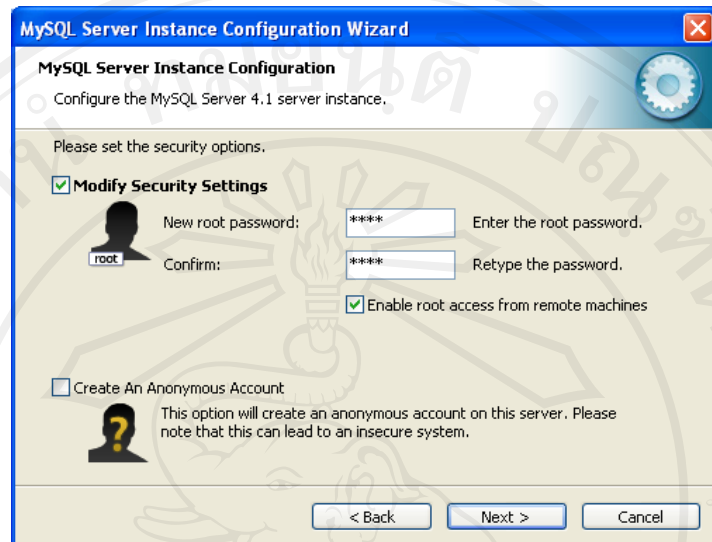 MySQL Server Instance Configuration Wizard
MySQL Server Instance Configuration
Configure the MySQL Server 4.1 server instance.
Please set the security options.
Modify Security Settings
New root password: **** Enter the root password.
root
Confirm: **** Retype the password.
Enable root access from remote machines
Create An Anonymous Account
This option will create an anonymous account on this server. Please
note that this can lead to an insecure system.
< Back Next > Cancel